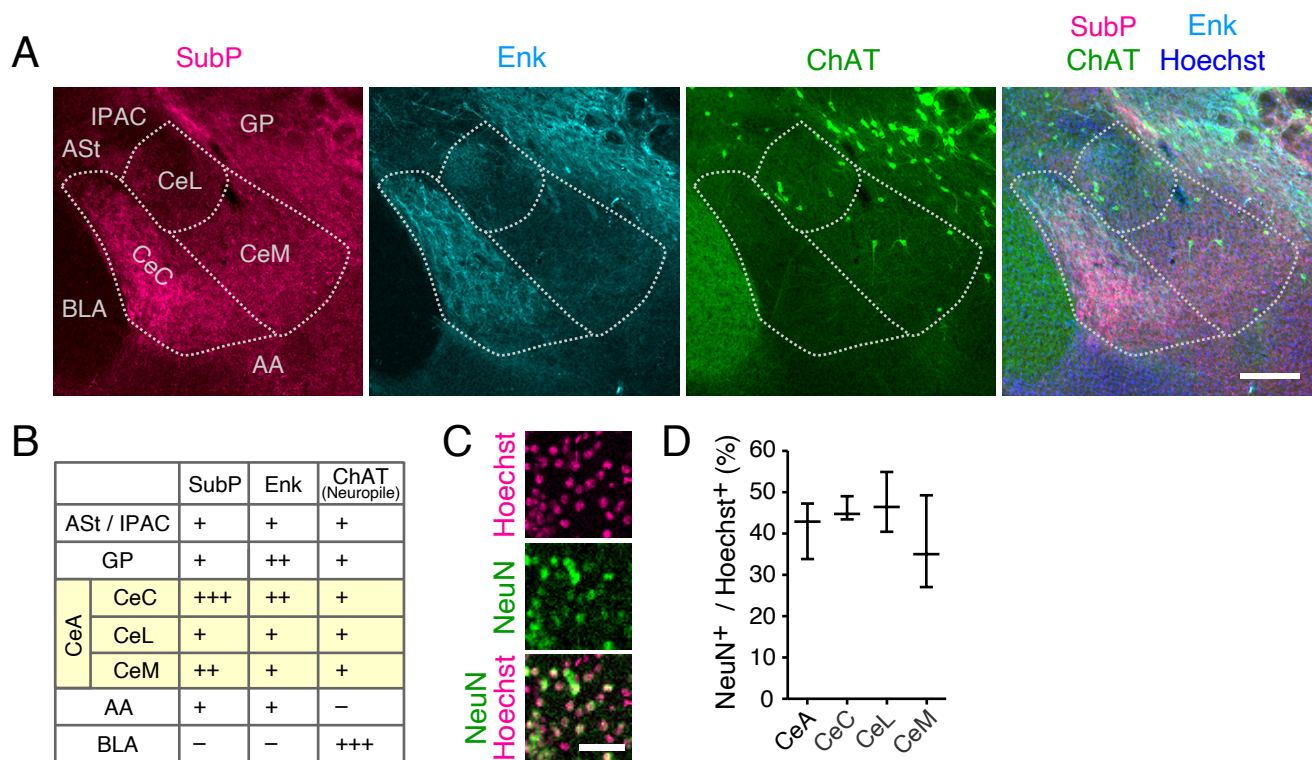 A
SubP
Enk
ChAT
SubP Enk
ChAT Hoechst
IPAC
GP
ASt
CeL
CeC
CeM
BLA
AA
B
SubP Enk ChAT
(Neuropile)
ASt / IPAC + + +
GP + ++ +
CeA
CeC +++ ++ +
CeL + + +
CeM ++ + +
AA + + –
BLA – – +++
C
Hoechst
NeuN
NeuN
Hoechst
D
NeuN+ / Hoechst+ (%)
60
50
40
30
20
10
0
CeA
CeC
CeL
CeM